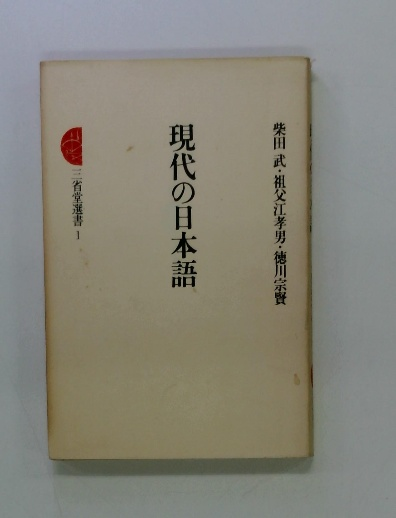 柴田 武・祖父江孝男・徳川宗賢
現代の日本語
三省堂選書 1